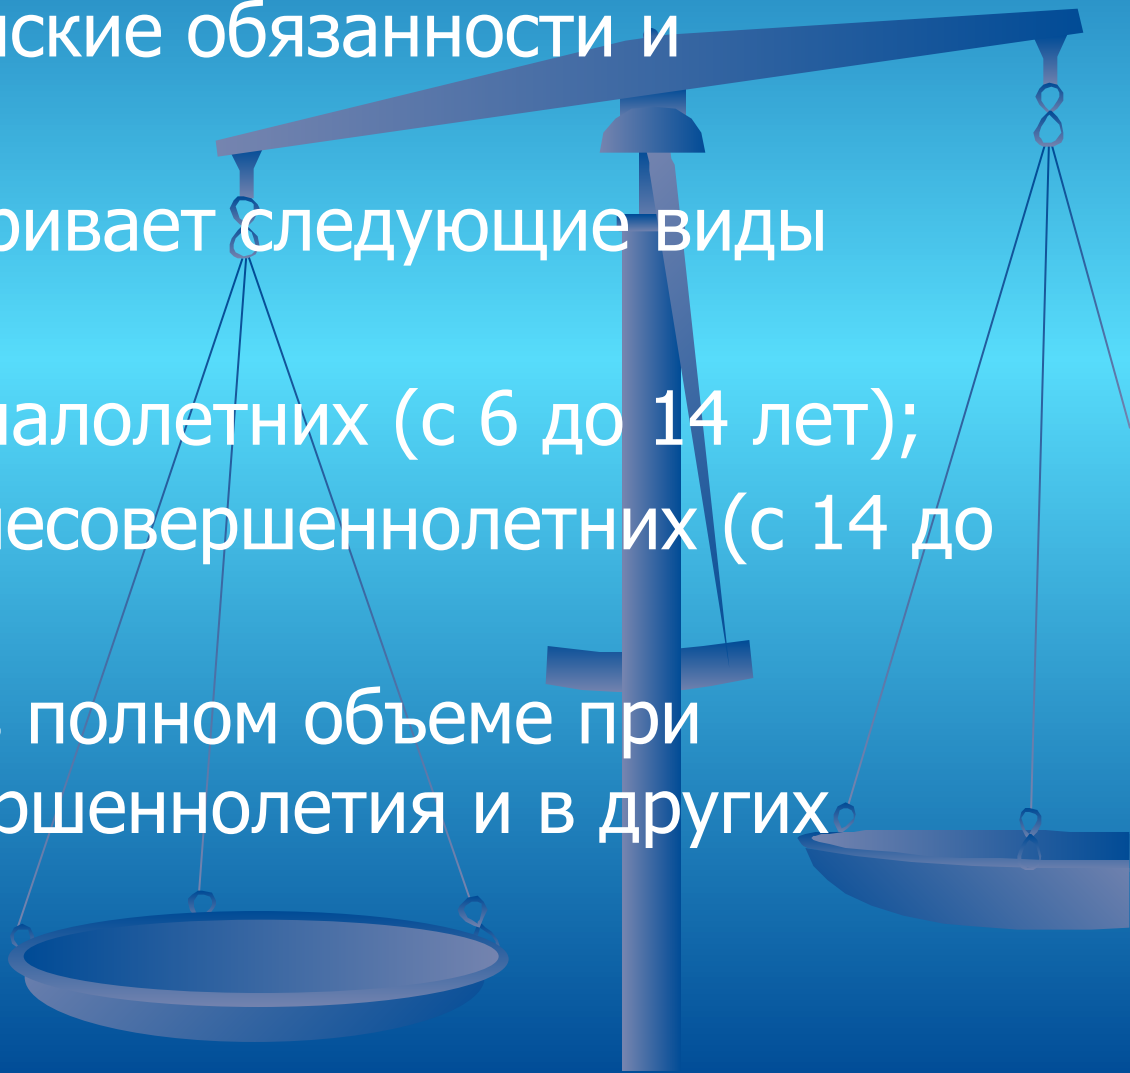 ские обязанности и
ривает следующие виды
малолетних (с 6 до 14 лет);
несовершеннолетних (с 14 до
в полном объеме при
ршеннолетия и в других